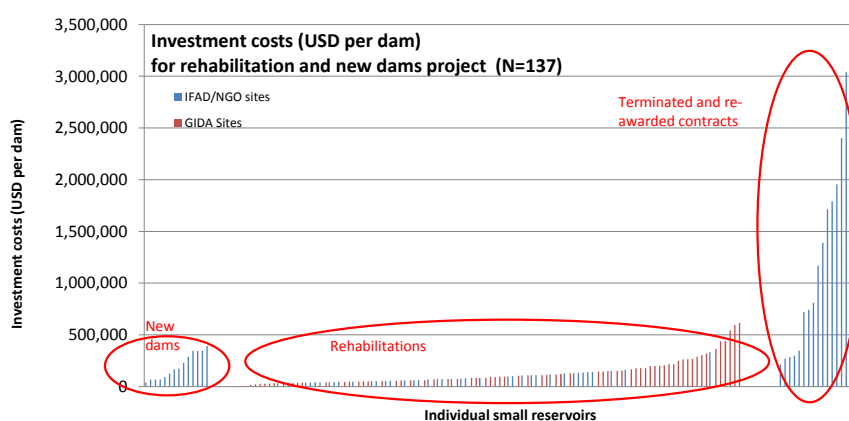 Investment costs (USD per dam)
for rehabilitation and new dams project (N=137)
IFAD/NGO sites
GIDA Sites
Terminated and re-
awarded contracts
New
dams
Rehabilitations
3,500,000
3,000,000
2,500,000
2,000,000
1,500,000
1,000,000
500,000
0
Investment costs (USD per dam)
Individual small reservoirs